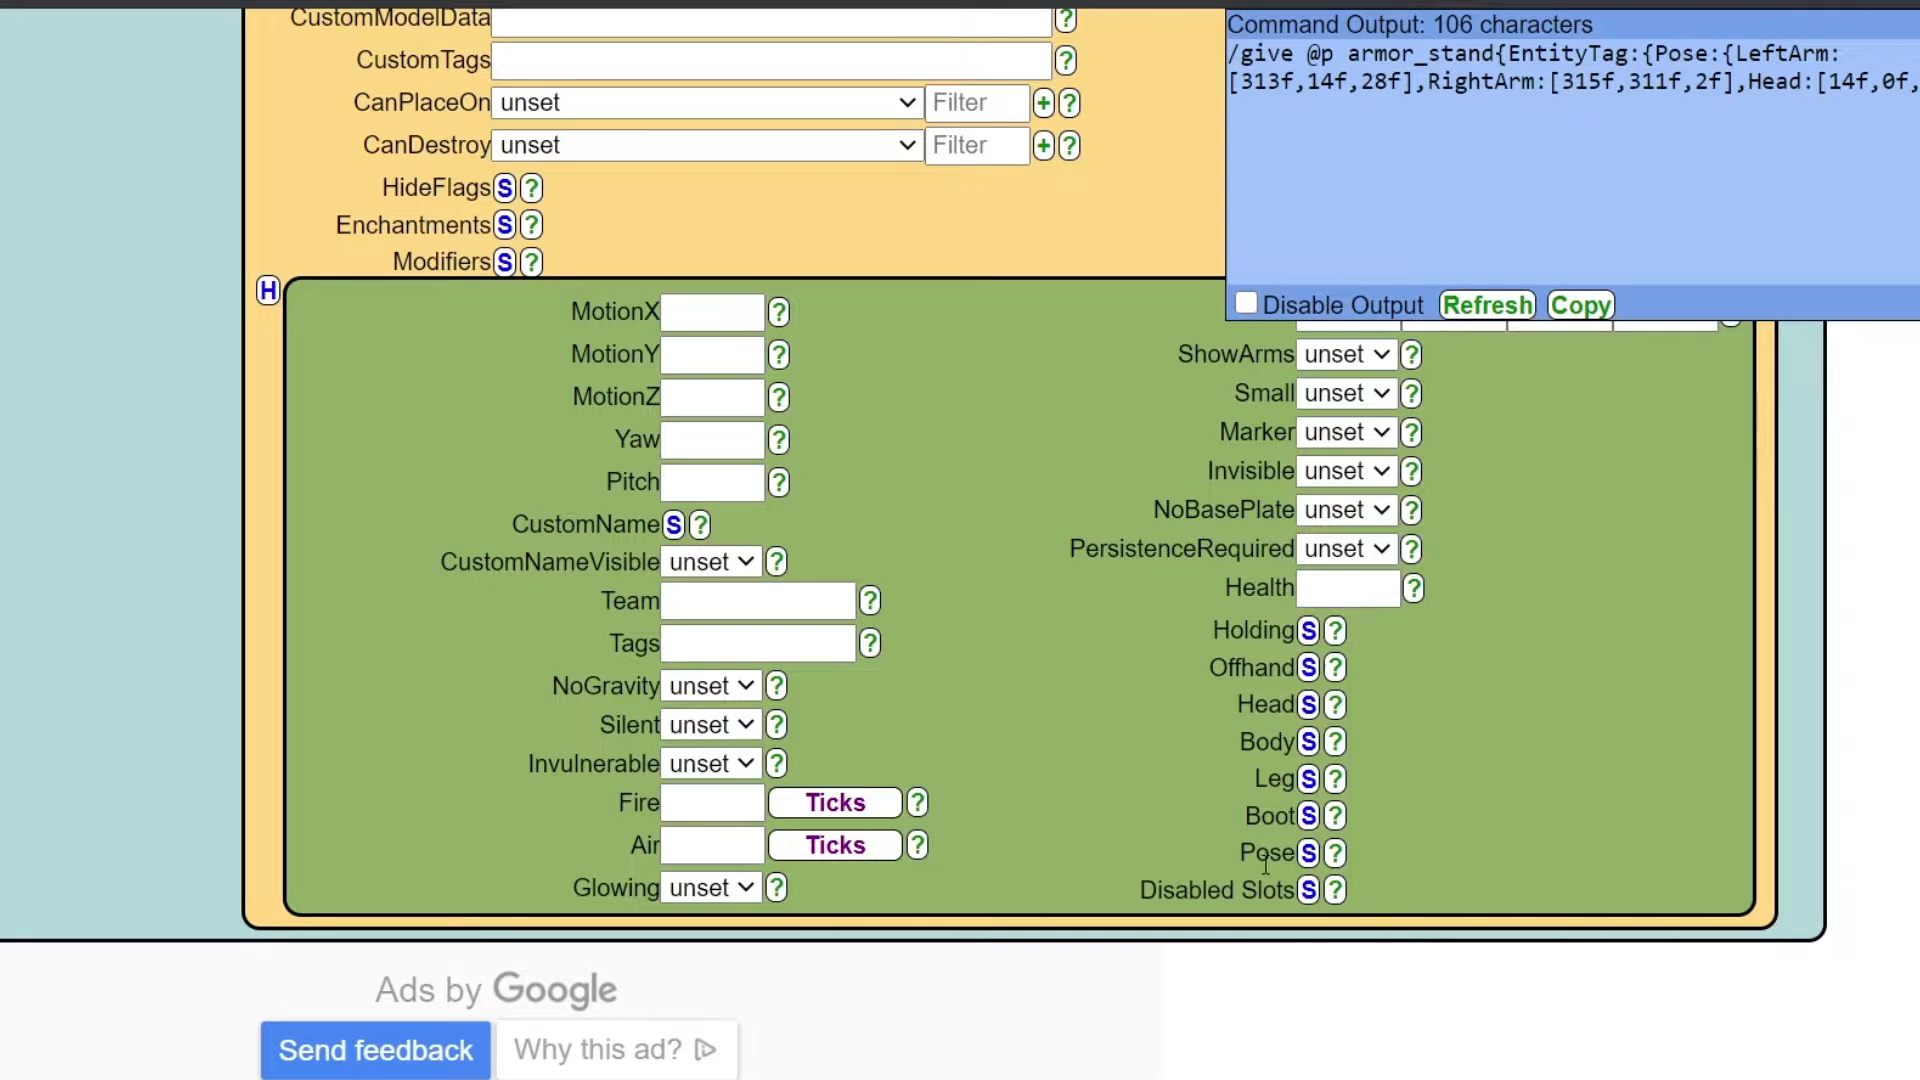 CustomModelData ?
CustomTags ?
CanPlaceOn unset Filter + ?
CanDestroy unset Filter + ?
HideFlags S ?
Enchantments S ?
Modifiers S ?
Command Output: 106 characters
/give @p armor_stand{EntityTag:{Pose:{LeftArm:
[313f,14f,28f],RightArm:[315f,311f,2f],Head:[14f,0f,
Disable Output Refresh Copy
H
MotionX ?
MotionY ?
MotionZ ?
Yaw ?
Pitch ?
CustomName S ?
CustomNameVisible unset ?
Team ?
Tags ?
NoGravity unset ?
Silent unset ?
Invulnerable unset ?
Fire Ticks ?
Air Ticks ?
Glowing unset ?
ShowArms unset ?
Small unset ?
Marker unset ?
Invisible unset ?
NoBasePlate unset ?
PersistenceRequired unset ?
Health ?
Holding S ?
Offhand S ?
Head S ?
Body S ?
Leg S ?
Boot S ?
Pose S ?
Disabled Slots S ?
Ads by Google
Send feedback
Why this ad?